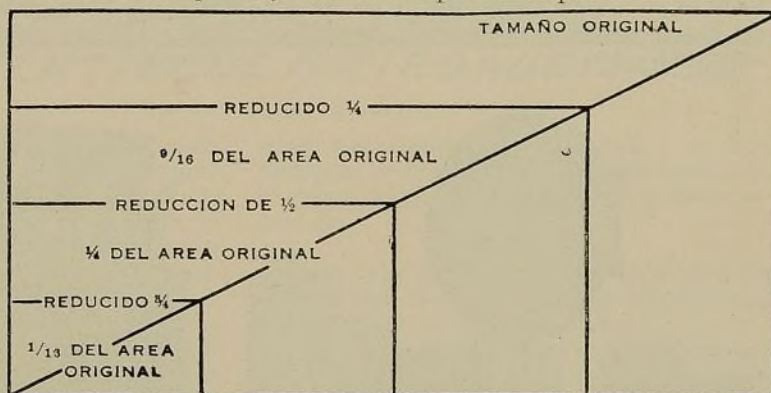 TAMAÑO ORIGINAL
REDUCIDO ¼
9/16 DEL AREA ORIGINAL
REDUCCION DE ½
¼ DEL AREA ORIGINAL
REDUCIDO ¾
1/13 DEL AREA
ORIGINAL